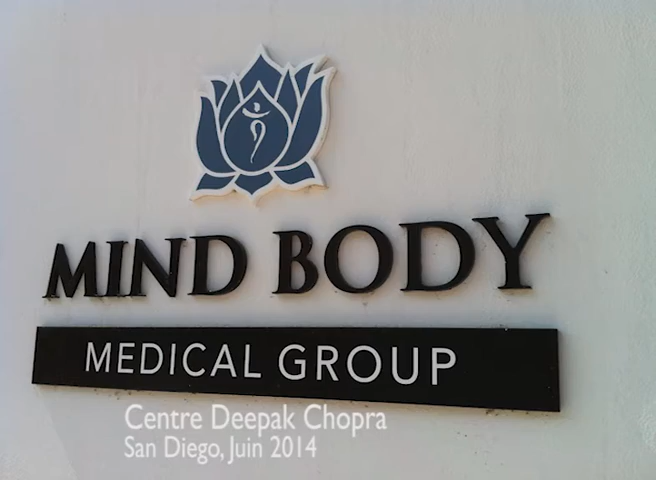 MIND BODY
MEDICAL GROUP
Centre Deepak Chopra
San Diego, Juin 2014